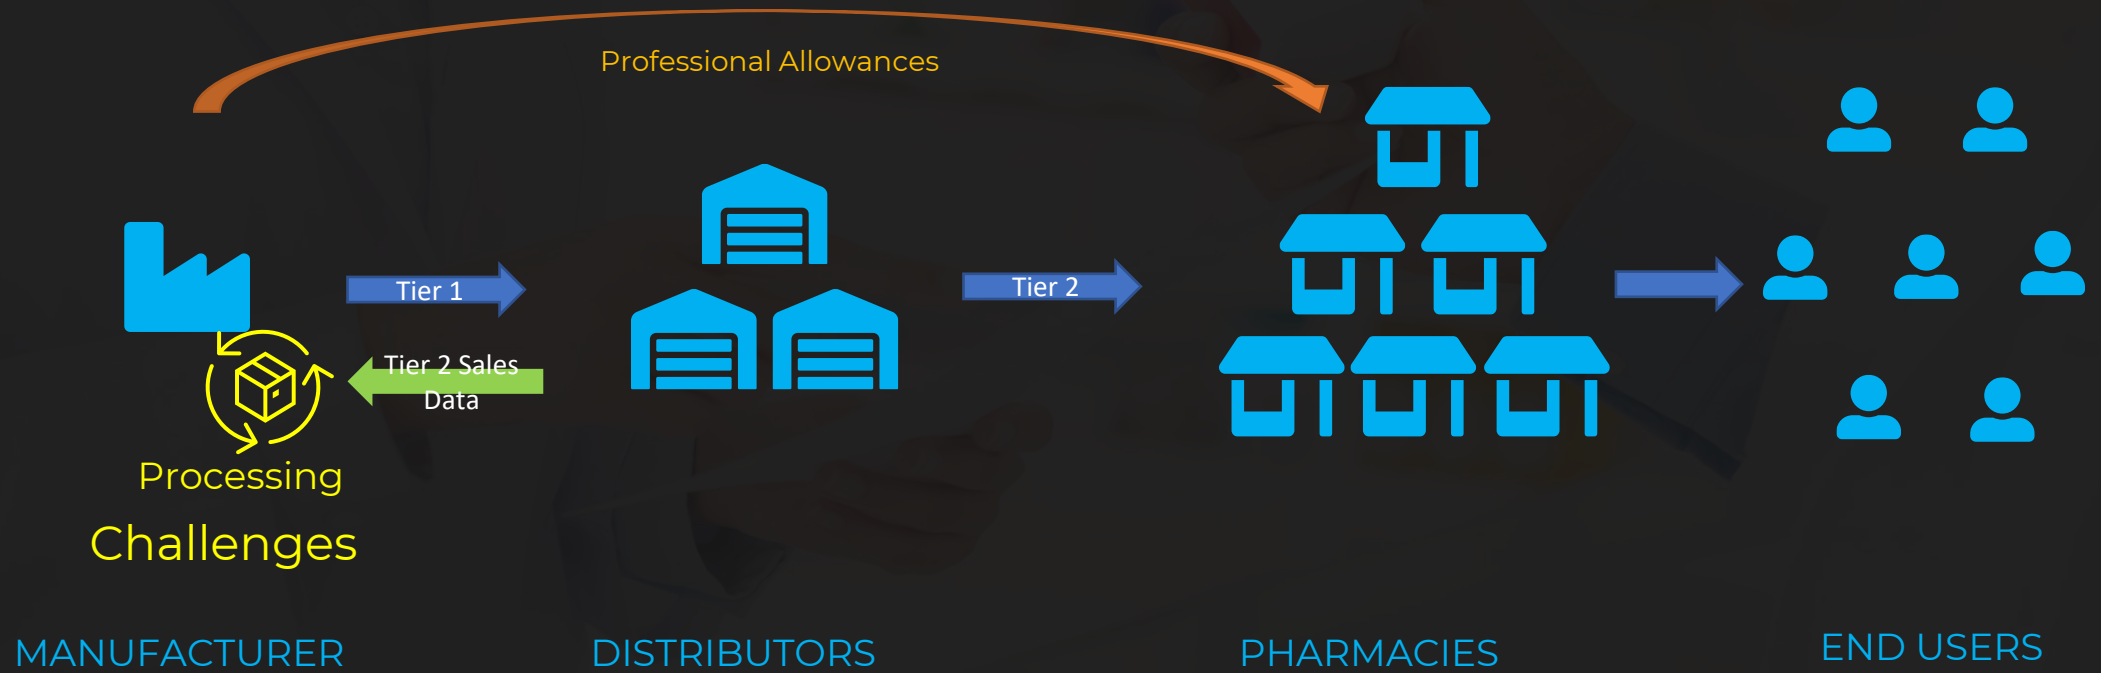 Professional Allowances
Tier 1
Tier 2
Tier 2 Sales
Data
Processing
Challenges
MANUFACTURER
DISTRIBUTORS
PHARMACIES
END USERS